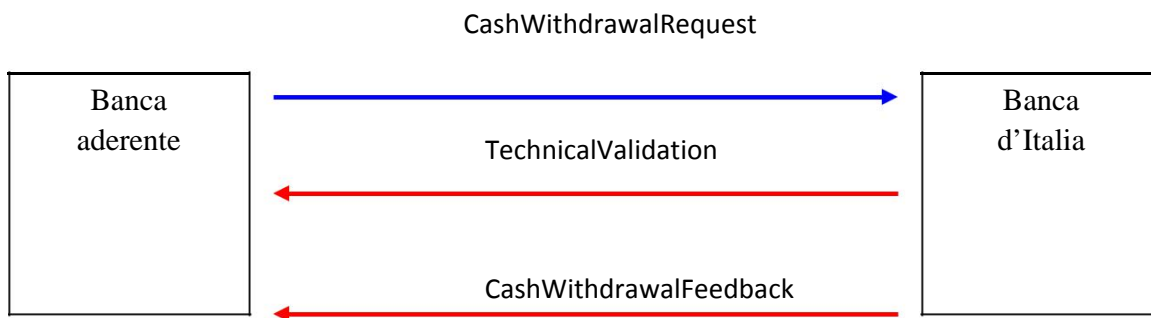 CashWithdrawalRequest
Banca
aderente
Banca
d’Italia
TechnicalValidation
CashWithdrawalFeedback